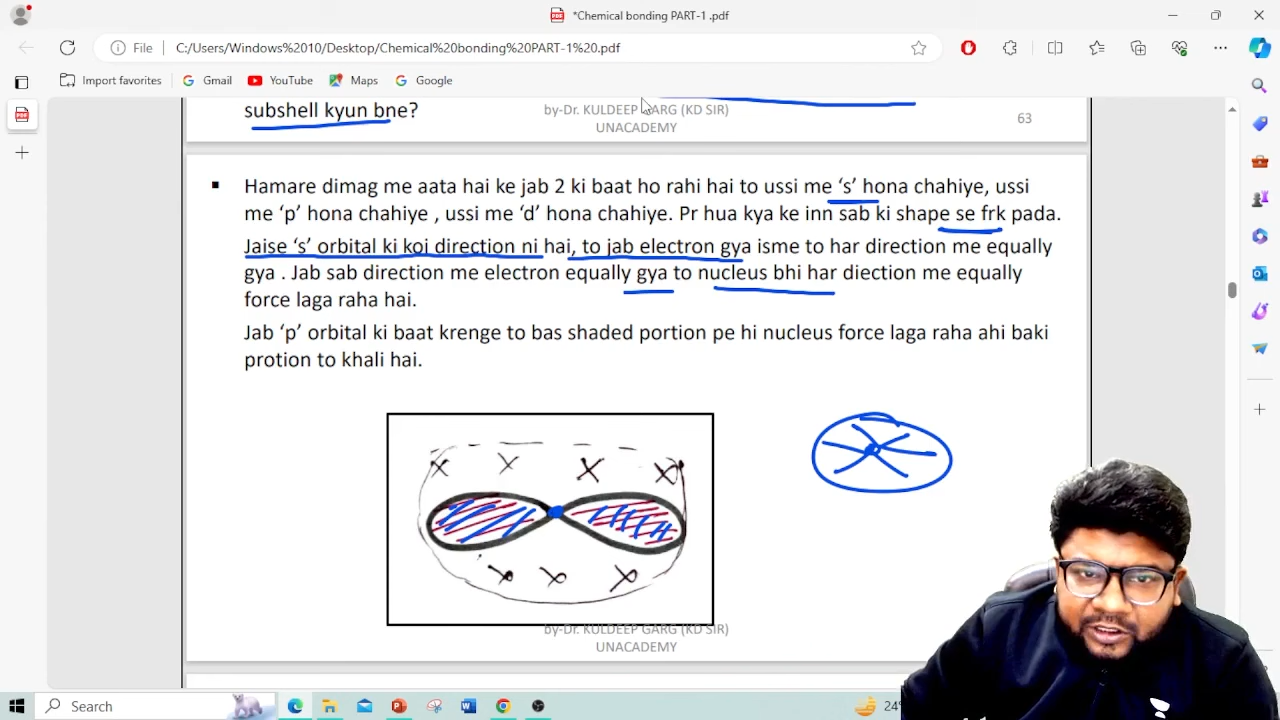 *Chemical bonding PART-1 .pdf
File
C:/Users/Windows%2010/Desktop/Chemical%20bonding%20PART-1%20.pdf
Import favorites
Gmail
YouTube
Maps
Google
subshell kyun bne?
by-Dr. KULDEEP GARG (KD SIR)
UNACADEMY
63
Hamare dimag me aata hai ke jab 2 ki baat ho rahi hai to ussi me ‘s’ hona chahiye, ussi
me ‘p’ hona chahiye , ussi me ‘d’ hona chahiye. Pr hua kya ke inn sab ki shape se frk pada.
Jaise ‘s’ orbital ki koi direction ni hai, to jab electron gya isme to har direction me equally
gya . Jab sab direction me electron equally gya to nucleus bhi har diection me equally
force laga raha hai.
Jab ‘p’ orbital ki baat krenge to bas shaded portion pe hi nucleus force laga raha ahi baki
protion to khali hai.
X X X X
x x x
by-Dr. KULDEEP GARG (KD SIR)
UNACADEMY
Search
24°